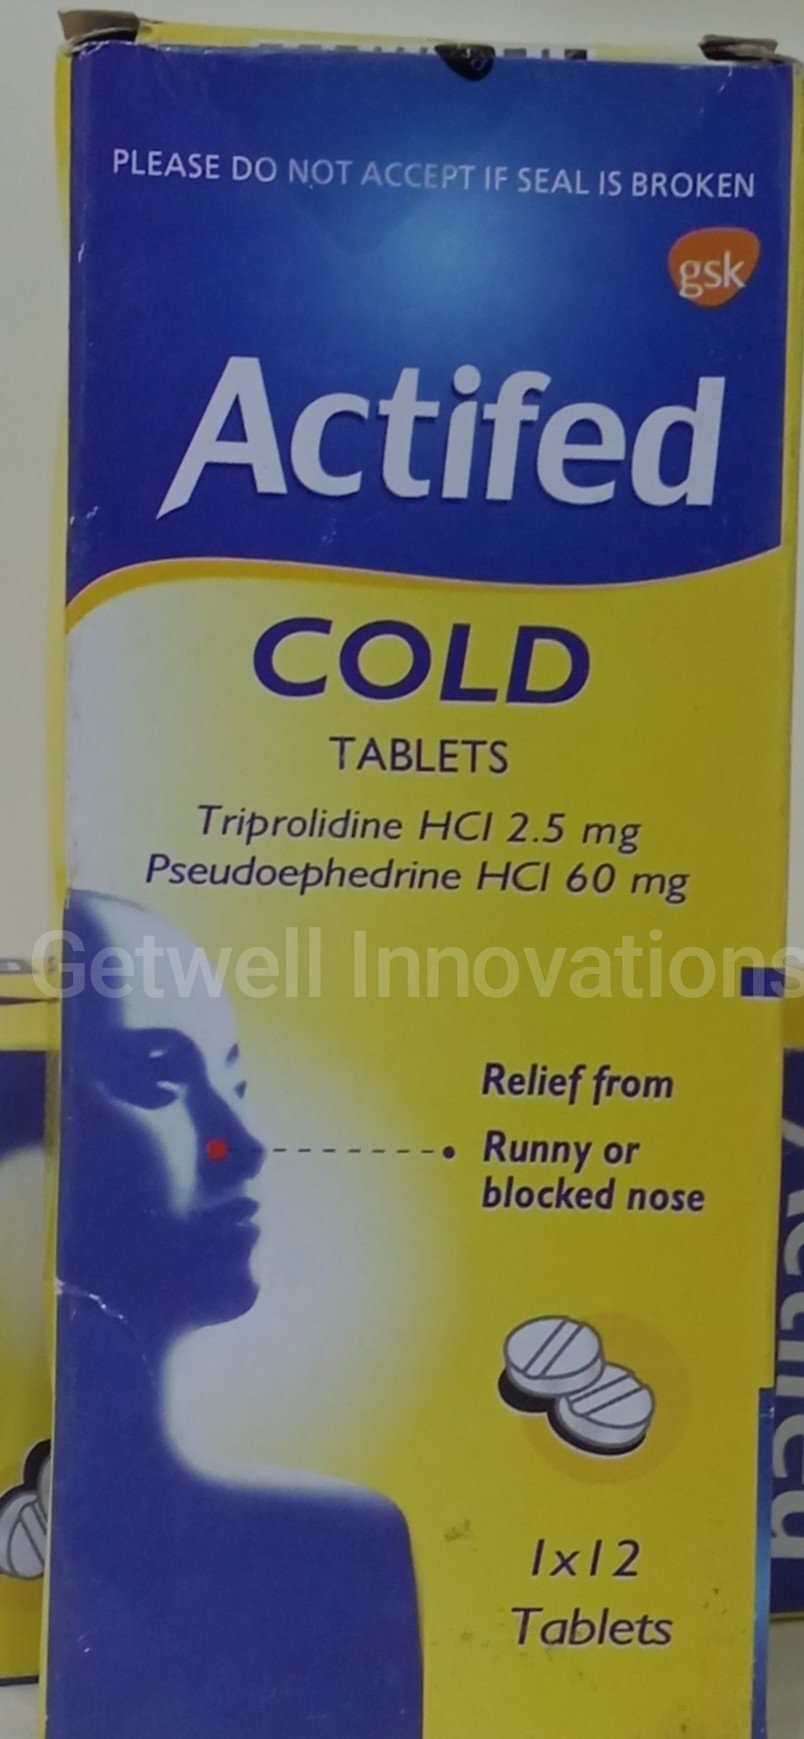 PLEASE DO NOT ACCEPT IF SEAL IS BROKEN
gsk
Actifed
COLD
TABLETS
Triprolidine HCl 2.5 mg
Pseudoephedrine HCl 60 mg
Getwell Innovations
Relief from
Runny or
blocked nose
1x12
Tablets
Actifed